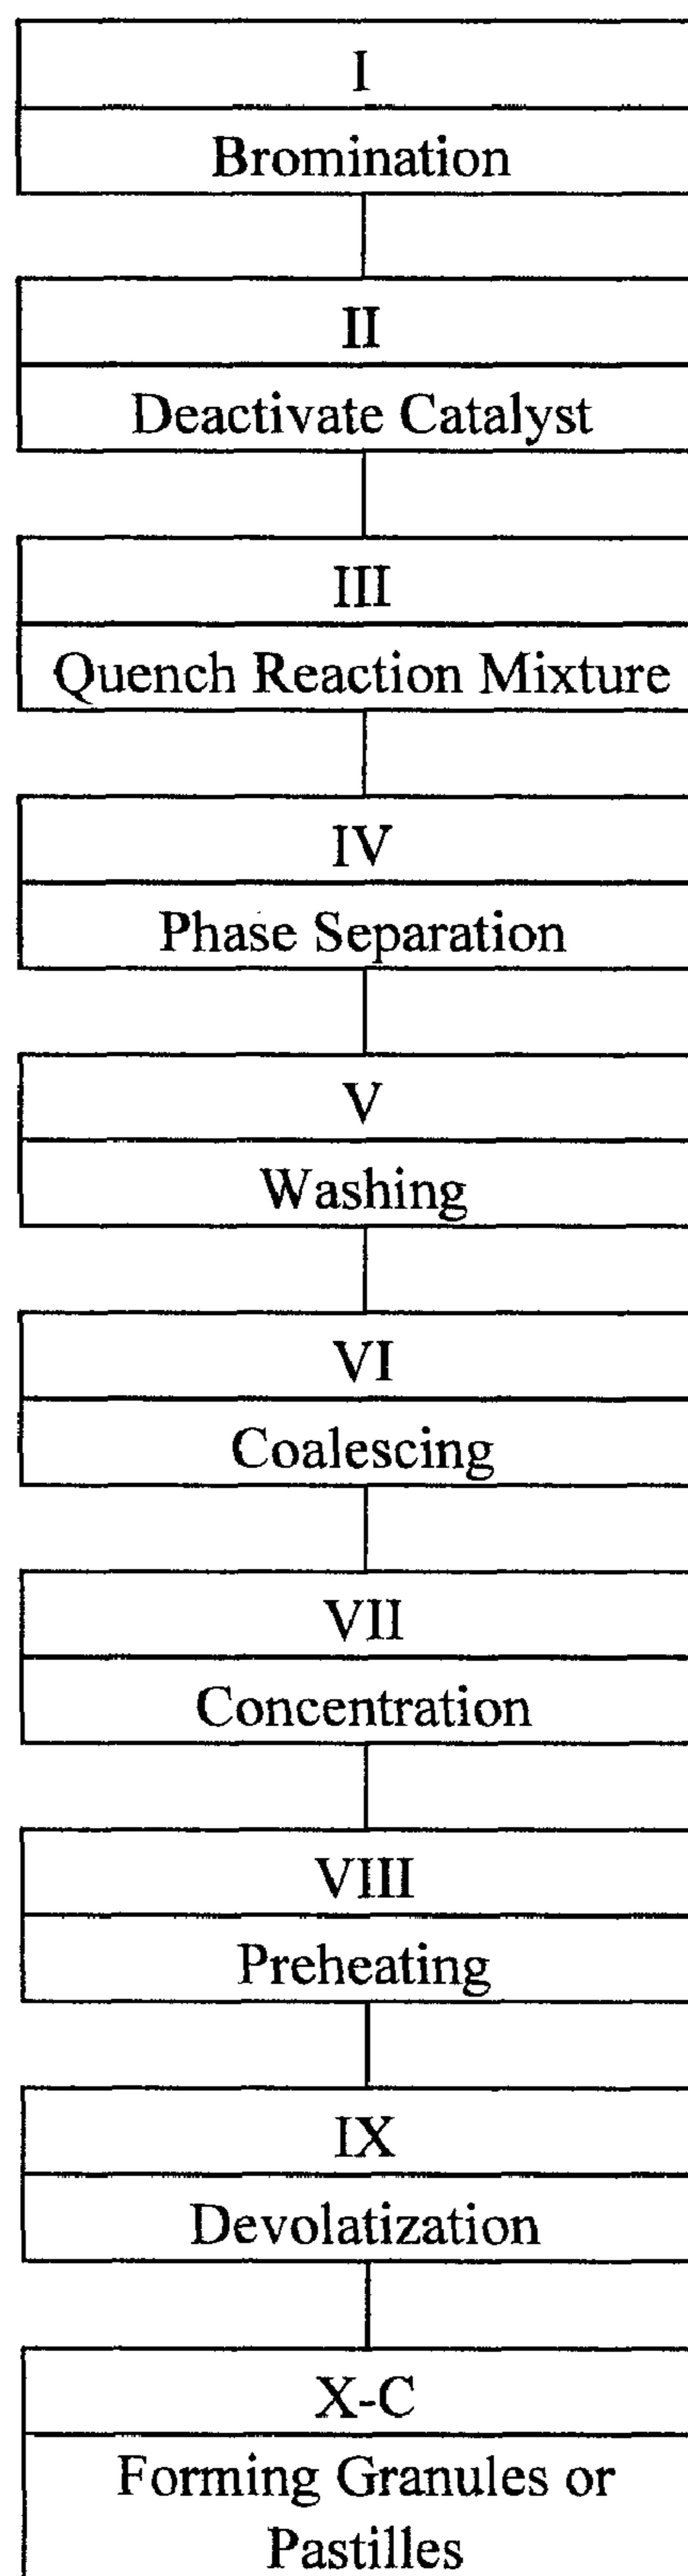 I
Bromination
II
Deactivate Catalyst
III
Quench Reaction Mixture
IV
Phase Separation
V
Washing
VI
Coalescing
VII
Concentration
VIII
Preheating
IX
Devolatization
X-C
Forming Granules or
Pastilles